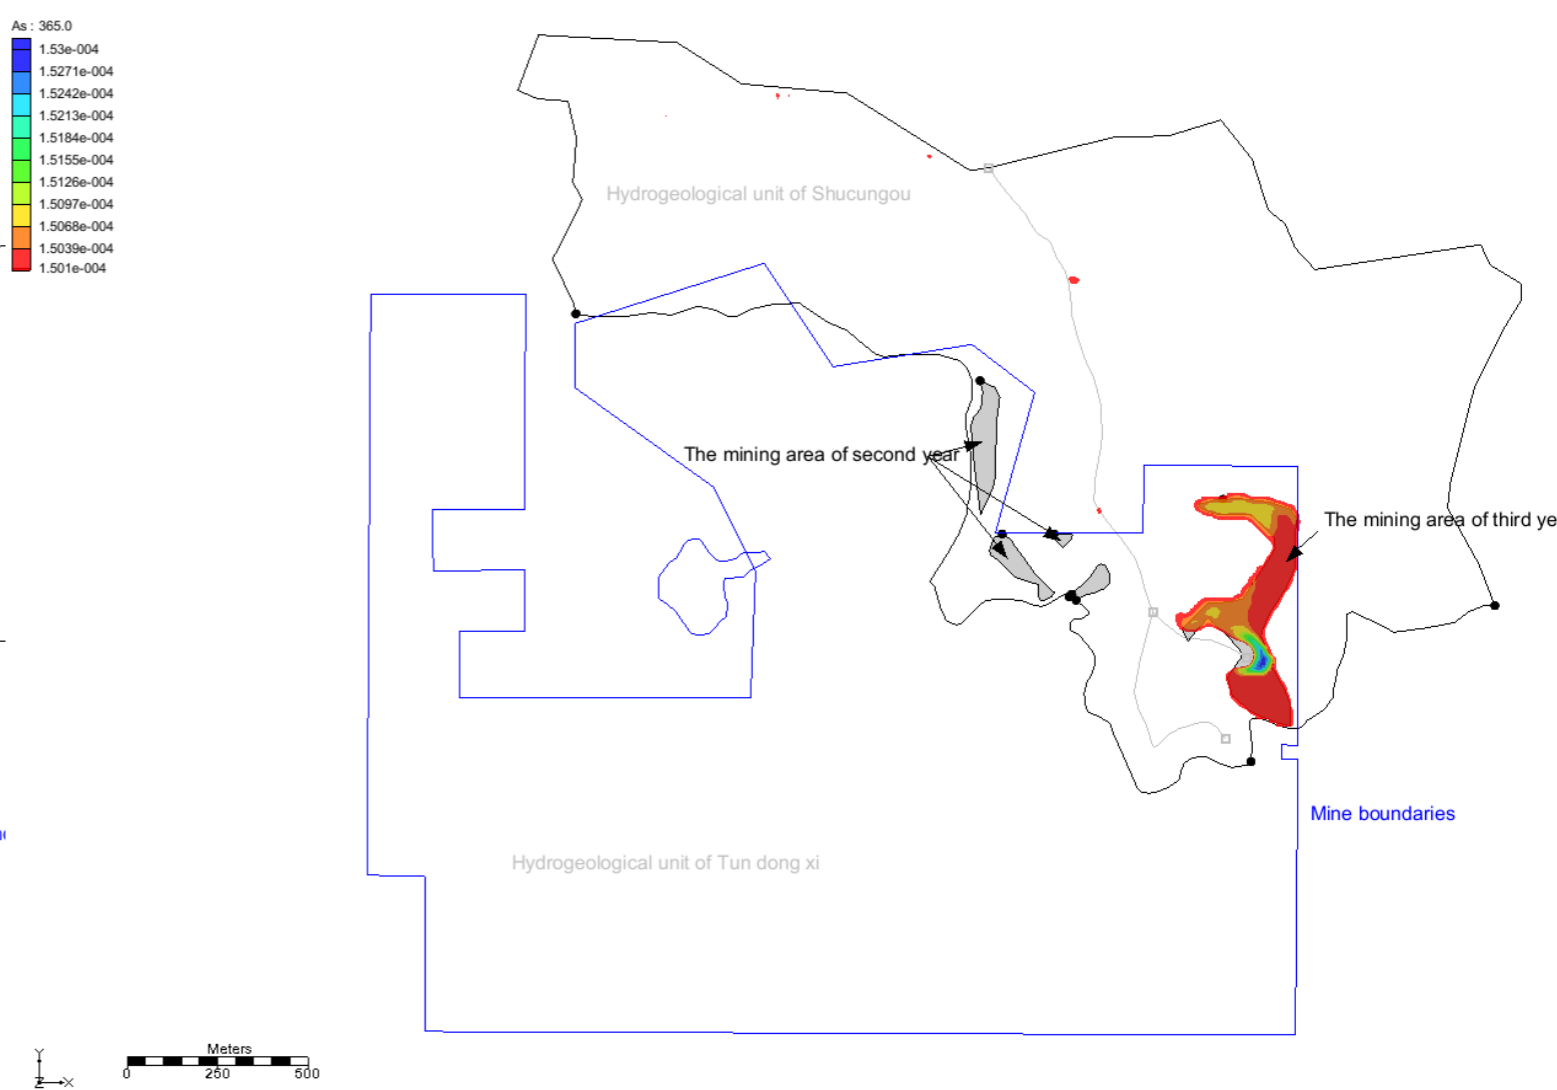 As : 365.0
1.53e-004
1.5271e-004
1.5242e-004
1.5213e-004
1.5184e-004
1.5155e-004
1.5126e-004
1.5097e-004
1.5068e-004
1.5039e-004
1.501e-004
Hydrogeological unit of Shucungou
The mining area of second year
The mining area of third ye
Mine boundaries
Hydrogeological unit of Tun dong xi
Meters
0 250 500
Y
Z X